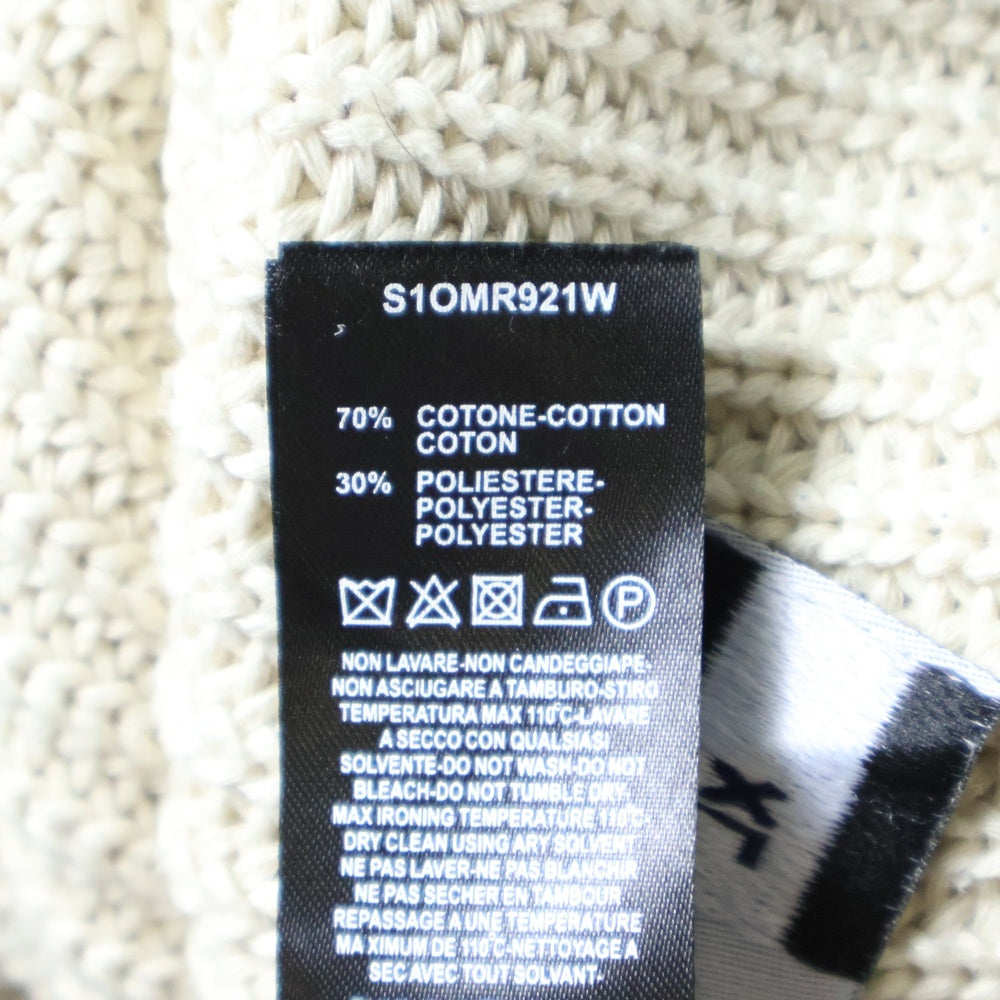 S1OMR921W
70% COTONE-COTTON
COTON
30% POLIESTERE-
POLYESTER-
POLYESTER
P
NON LAVARE-NON CANDEGGIAPE-
NON ASCIUGARE A TAMBURO-STIRO
TEMPERATURA MAX 110°C-LAVARE
A SECCO CON QUALSIASI
SOLVENTE-DO NOT WASH-DO NOT
BLEACH-DO NOT TUMBLE DRY-
MAX IRONING TEMPERATURE 110°C-
DRY CLEAN USING ART SOLVENT
NE PAS LAVER-NE PAS BLANCHIR
NE PAS SECHER EN TAMBOUR
REPASSAGE A UNE TEMPERATURE
MAXIMUM DE 110°C-NETTOYAGE A
SEC AVEC TOUT SOLVANT-
XL